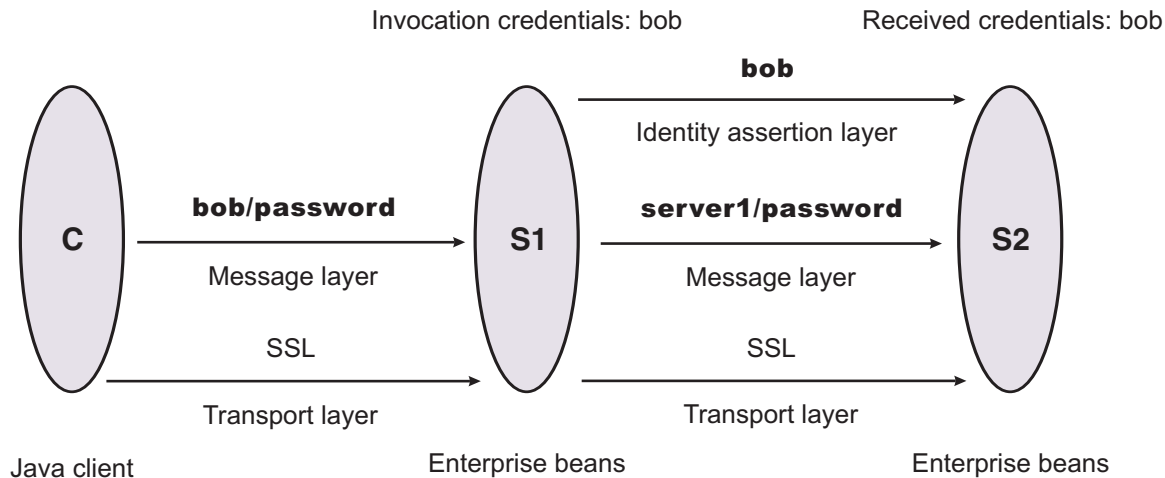 Invocation credentials: bob
Received credentials: bob
bob
Identity assertion layer
bob/password
server1/password
C
S1
S2
Message layer
Message layer
SSL
SSL
Transport layer
Transport layer
Java client
Enterprise beans
Enterprise beans